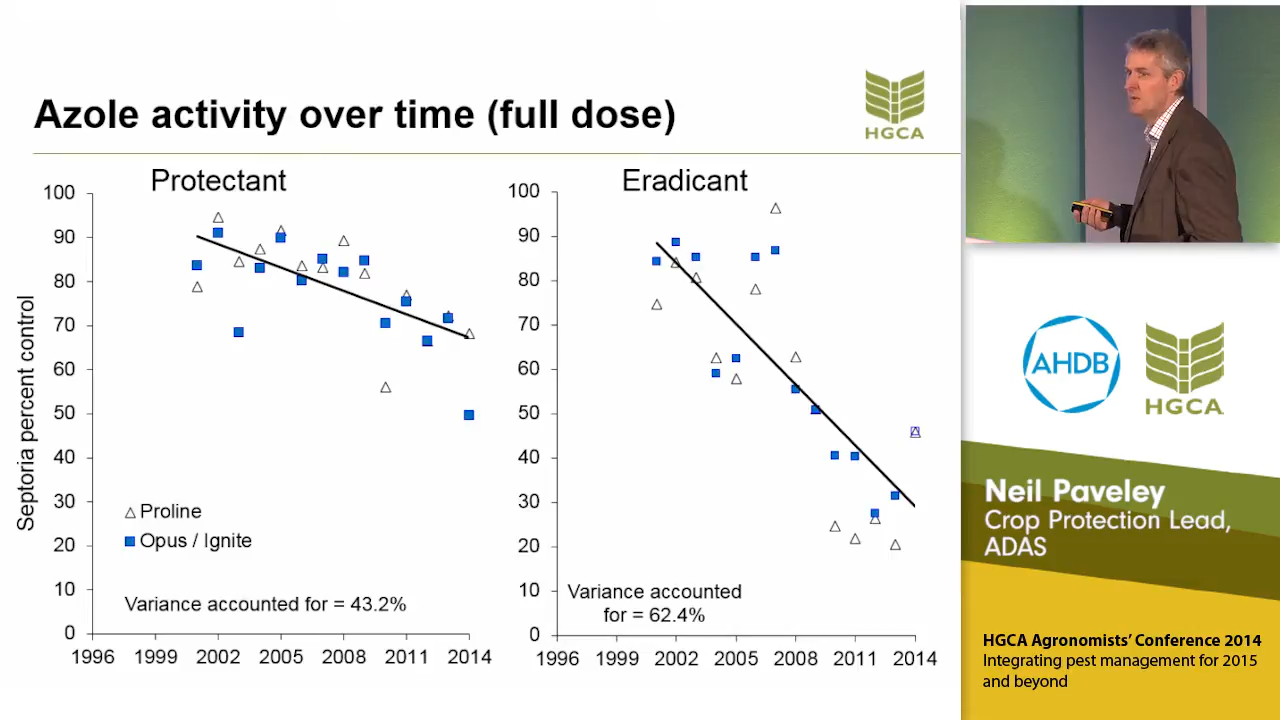 Azole activity over time (full dose)
HGCA
Protectant
Eradicant
Septoria percent control
100
90
80
70
60
50
40
30
20
10
0
1996 1999 2002 2005 2008 2011 2014
Proline
Opus / Ignite
Variance accounted for = 43.2%
100
90
80
70
60
50
40
30
20
10
0
1996 1999 2002 2005 2008 2011 2014
Variance accounted
for = 62.4%
AHDB
HGCA
Neil Paveley
Crop Protection Lead,
ADAS
HGCA Agronomists' Conference 2014
Integrating pest management for 2015
and beyond